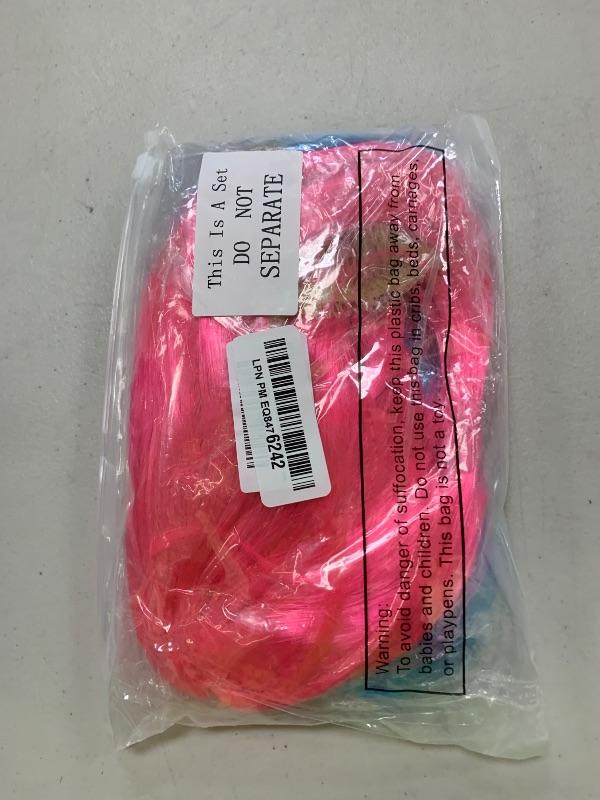 This Is A Set
DO NOT
SEPARATE
LPN PM EQ8476242
Warning:
To avoid danger of suffocation, keep this plastic bag away from
babies and children. Do not use this bag in cribs, beds, carriages,
or playpens. This bag is not a toy.